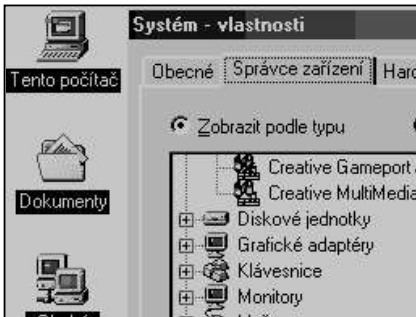 Tento počítač
Dokumenty
Systém - vlastnosti
Obecné
Správce zařízení
Zobrazit podle typu
Creative Gameport
Creative MultiMedia
Diskové jednotky
Grafické adaptéry
Klávesnice
Monitory